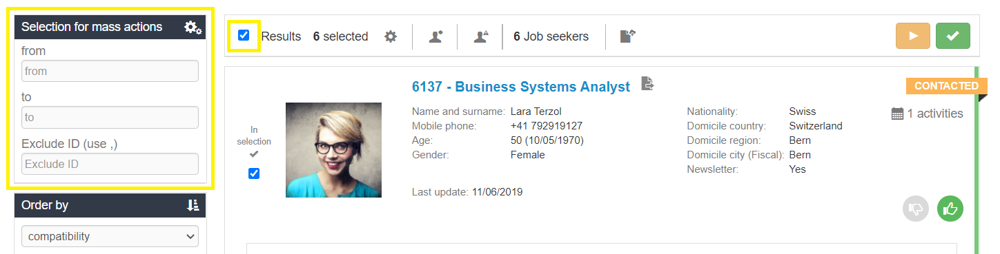 Selection for mass actions
from
from
to
to
Exclude ID (use ,)
Exclude ID
Order by
compatibility
Results 6 selected 6 Job seekers
6137 - Business Systems Analyst
CONTACTED
In
selection
Name and surname: Lara Terzol
Mobile phone: +41 792919127
Age: 50 (10/05/1970)
Gender: Female
Last update: 11/06/2019
Nationality: Swiss
Domicile country: Switzerland
Domicile region: Bern
Domicile city (Fiscal): Bern
Newsletter: Yes
1 activities